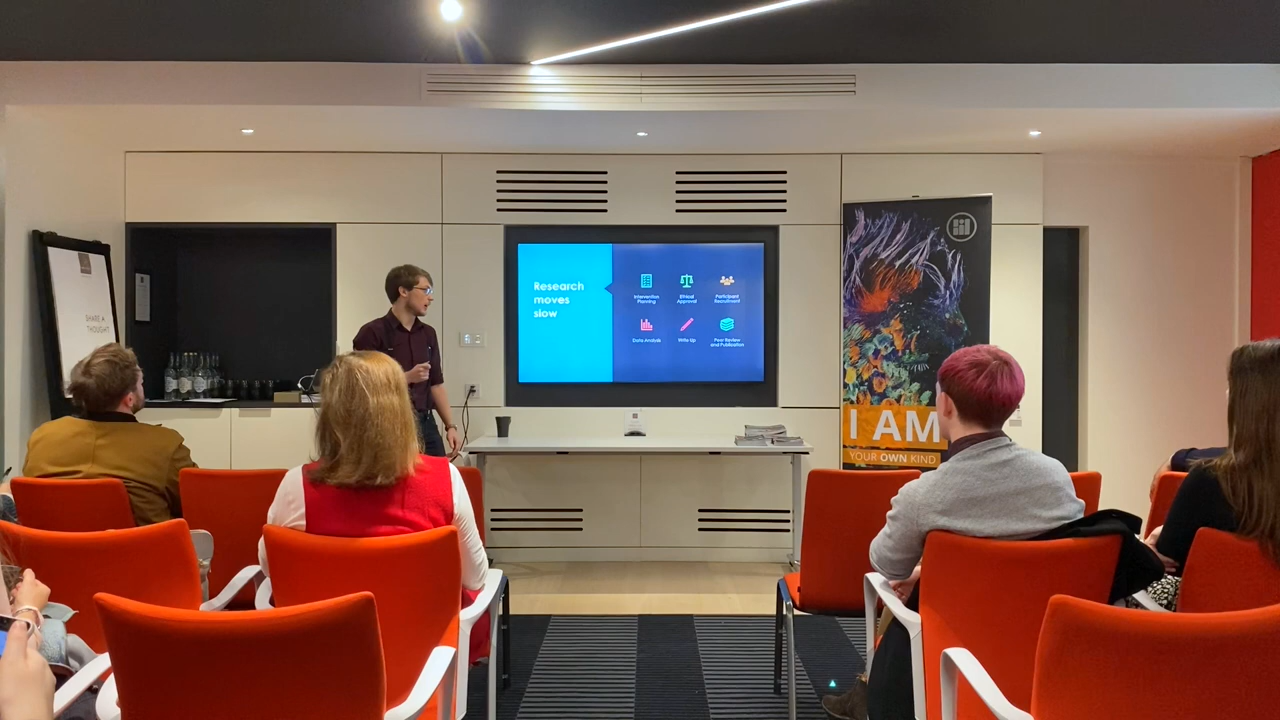 SHARE A
THOUGHT
Research
moves
slow
Intervention
Planning
Ethical
Approval
Participant
Recruitment
Data Analysis
Write Up
Peer Review
and Publication
I AM
YOUR OWN KIND